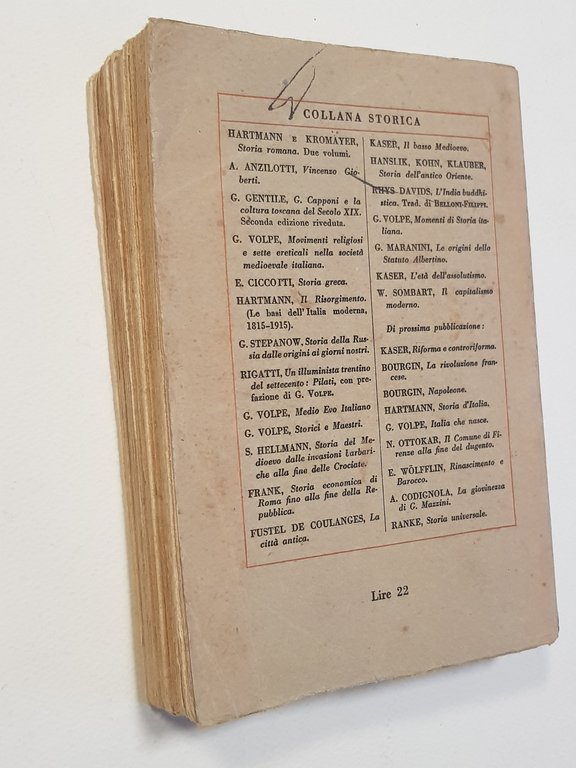 COLLANA STORICA
HARTMANN E KROMAYER,
Storia romana. Due volumi.
A. ANZILOTTI, Vincenzo Gio-
berti.
G. GENTILE, G. Capponi e la
coltura toscana del Secolo XIX.
Seconda edizione riveduta.
G. VOLPE, Movimenti religiosi
e sette ereticali nella società
medioevale italiana.
E. CICCOTTI, Storia greca.
HARTMANN, Il Risorgimento.
(Le basi dell'Italia moderna,
1815-1915).
G. STEPANOW, Storia della Rus-
sia dalle origini ai giorni nostri.
RIGATTI, Un illuminista trentino
del settecento: Pilati, con pre-
fazione di G. VOLPE.
G. VOLPE, Medio Evo Italiano
G. VOLPE, Storici e Maestri.
S. HELLMANN, Storia del Me-
dioevo dalle invasioni barbari-
che alla fine delle Crociate.
FRANK, Storia economica di
Roma fino alla fine della Re-
pubblica.
FUSTEL DE COULANGES, La
città antica.
KASER, Il basso Medioevo.
HANSLIK, KOHN, KLAUBER,
Storia dell'antico Oriente.
RHYS DAVIDS, L'India buddhi-
stica. Trad. di BELLONI-FILIPPI.
G. VOLPE, Momenti di Storia ita-
liana.
G. MARANINI, Le origini dello
Statuto Albertino.
KASER, L'età dell'assolutismo.
W. SOMBART, Il capitalismo
moderno.
Di prossima pubblicazione:
KASER, Riforma e controriforma.
BOURGIN, La rivoluzione fran-
cese.
BOURGIN, Napoleone.
HARTMANN, Storia d'Italia.
G. VOLPE, Italia che nasce.
N. OTTOKAR, Il Comune di Fi-
renze alla fine del dugento.
E. WÖLFFLIN, Rinascimento e
Barocco.
A. CODIGNOLA, La giovinezza
di G. Mazzini.
RANKE, Storia universale.
Lire 22